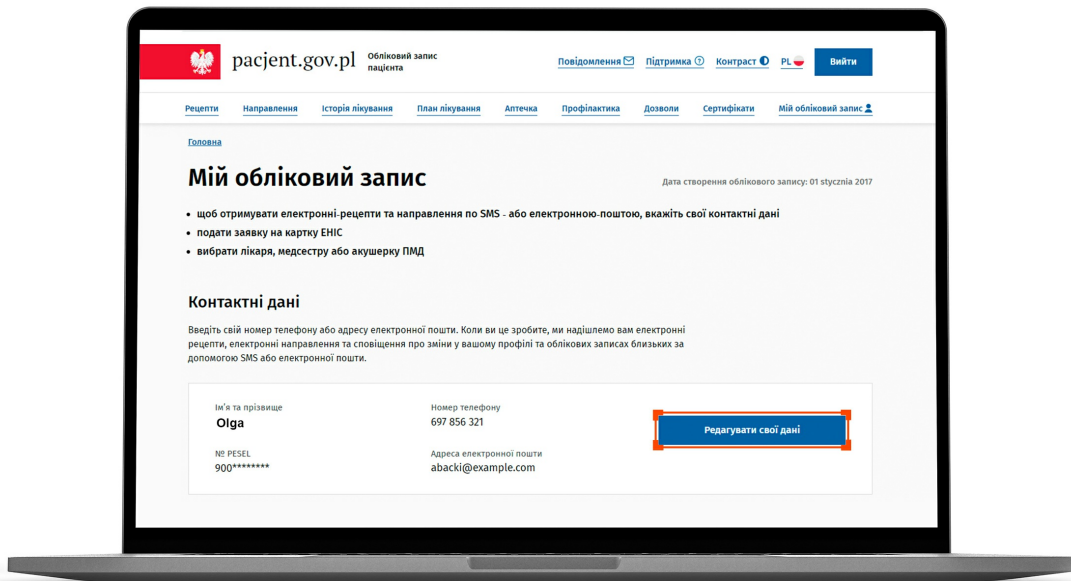 pacjent.gov.pl
Обліковий запис
пацієнта
Повідомлення
Підтримка
Контраст
PL
Вийти
Рецепти
Направлення
Історія лікування
План лікування
Аптечка
Профілактика
Дозволи
Сертифікати
Мій обліковий запис
Головна
Мій обліковий запис
Дата створення облікового запису: 01 stycznia 2017
• щоб отримувати електронні-рецепти та направлення по SMS - або електронною-поштою, вкажіть свої контактні дані
• подати заявку на картку ЕНІС
• вибрати лікаря, медсестру або акушерку ПМД
Контактні дані
Введіть свій номер телефону або адресу електронної пошти. Коли ви це зробите, ми надішлемо вам електронні
рецепти, електронні направлення та сповіщення про зміни у вашому профілі та облікових записах близьких за
допомогою SMS або електронної пошти.
Ім'я та прізвище
Olga
Номер телефону
697 856 321
Редагувати свої дані
№ PESEL
900********
Адреса електронної пошти
abacki@example.com